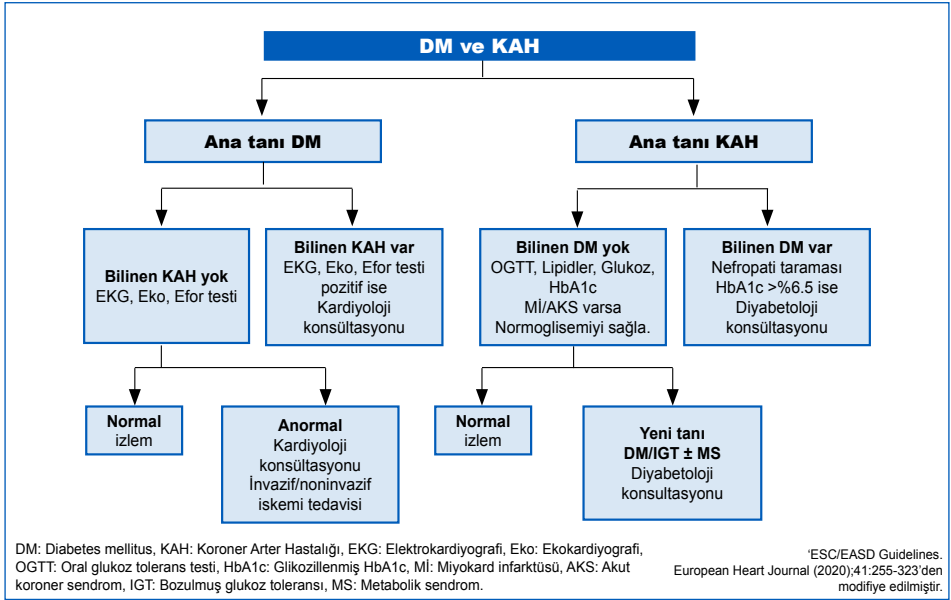 DM ve KAH
Ana tanı DM
Ana tanı KAH
Bilinen KAH yok
EKG, Eko, Efor testi
Bilinen KAH var
EKG, Eko, Efor testi
pozitif ise
Kardiyoloji
konsültasyonu
Bilinen DM yok
OGTT, Lipidler, Glukoz,
HbA1c
Mİ/AKS varsa
Normoglisemiyi sağla.
Bilinen DM var
Nefropati taraması
HbA1c >%6.5 ise
Diyabetoloji
konsültasyonu
Normal
izlem
Anormal
Kardiyoloji
konsültasyonu
İnvazif/noninvazif
iskemi tedavisi
Normal
izlem
Yeni tanı
DM/IGT ± MS
Diyabetoloji
konsultasyonu
DM: Diabetes mellitus, KAH: Koroner Arter Hastalığı, EKG: Elektrokardiyografi, Eko: Ekokardiyografi,
OGTT: Oral glukoz tolerans testi, HbA1c: Glikozillenmiş HbA1c, Mİ: Miyokard infarktüsü, AKS: Akut
koroner sendrom, IGT: Bozulmuş glukoz toleransı, MS: Metabolik sendrom.
'ESC/EASD Guidelines.
European Heart Journal (2020);41:255-323'den
modifiye edilmiştir.